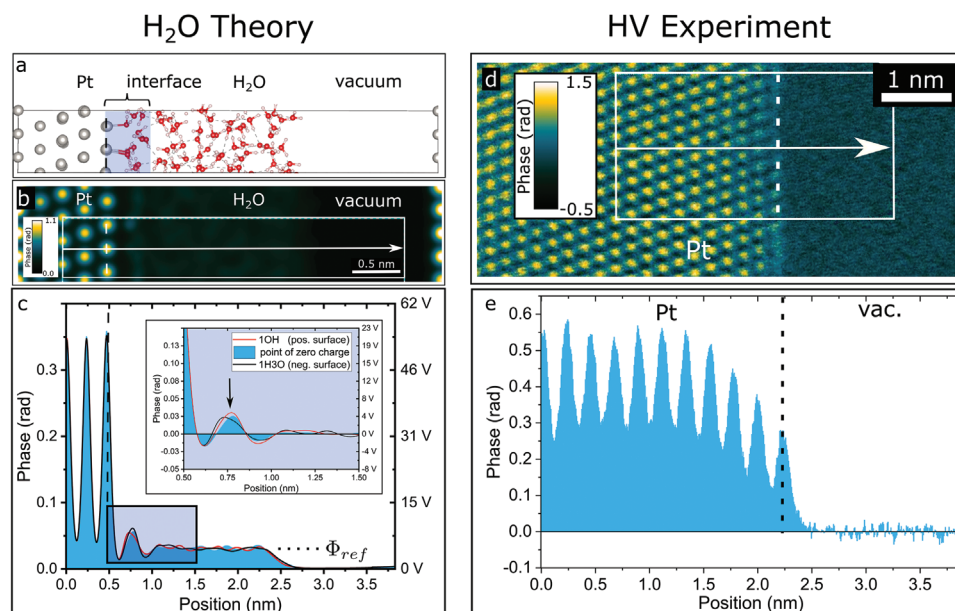 H₂O Theory
HV Experiment
a
Pt
interface
H₂O
vacuum
b
Pt
H₂O
vacuum
1.1
Phase (rad)
0.0
0.5 nm
c
62 V
46 V
31 V
15 V
0 V
0.3
0.2
0.1
0.0
Phase (rad)
0.0 0.5 1.0 1.5 2.0 2.5 3.0 3.5
Position (nm)
Φref
1OH (pos. surface)
point of zero charge
1H3O (neg. surface)
0.13
0.10
0.08
0.05
0.03
0.00
-0.03
-0.05
Phase (rad)
23 V
19 V
16 V
12 V
8 V
4 V
0 V
-4 V
-8 V
0.50 0.75 1.00 1.25 1.50
Position (nm)
d
1.5
Phase (rad)
-0.5
1 nm
Pt
e
Pt
vac.
0.6
0.5
0.4
0.3
0.2
0.1
0.0
-0.1
Phase (rad)
0.0 0.5 1.0 1.5 2.0 2.5 3.0 3.5
Position (nm)